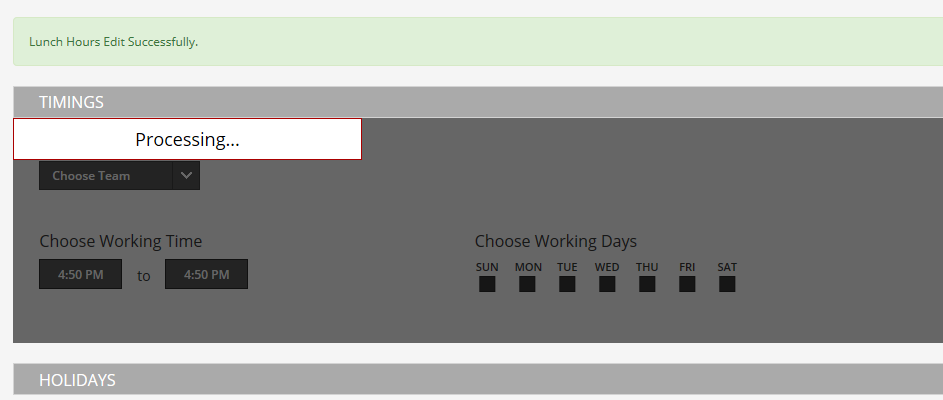 Lunch Hours Edit Successfully.
TIMINGS
Processing...
Choose Team
Choose Working Time
4:50 PM to 4:50 PM
Choose Working Days
SUN MON TUE WED THU FRI SAT
HOLIDAYS